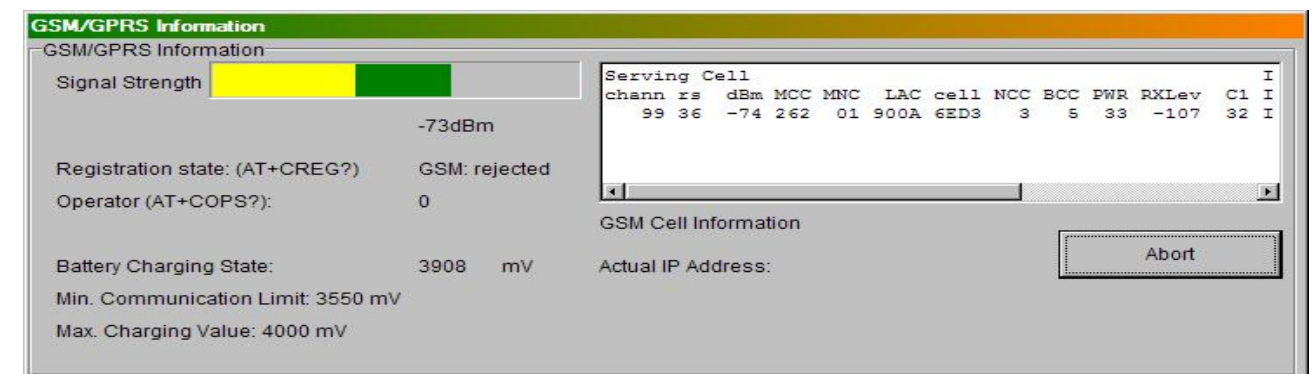 GSM/GPRS Information
GSM/GPRS Information
Signal Strength
-73dBm
Registration state: (AT+CREG?) GSM: rejected
Operator (AT+COPS?): 0
Battery Charging State: 3908 mV
Min. Communication Limit: 3550 mV
Max. Charging Value: 4000 mV
Serving Cell I
chann rs dBm MCC MNC LAC cell NCC BCC PWR RXLev C1 I
99 36 -74 262 01 900A 6ED3 3 5 33 -107 32 I
GSM Cell Information
Abort
Actual IP Address: